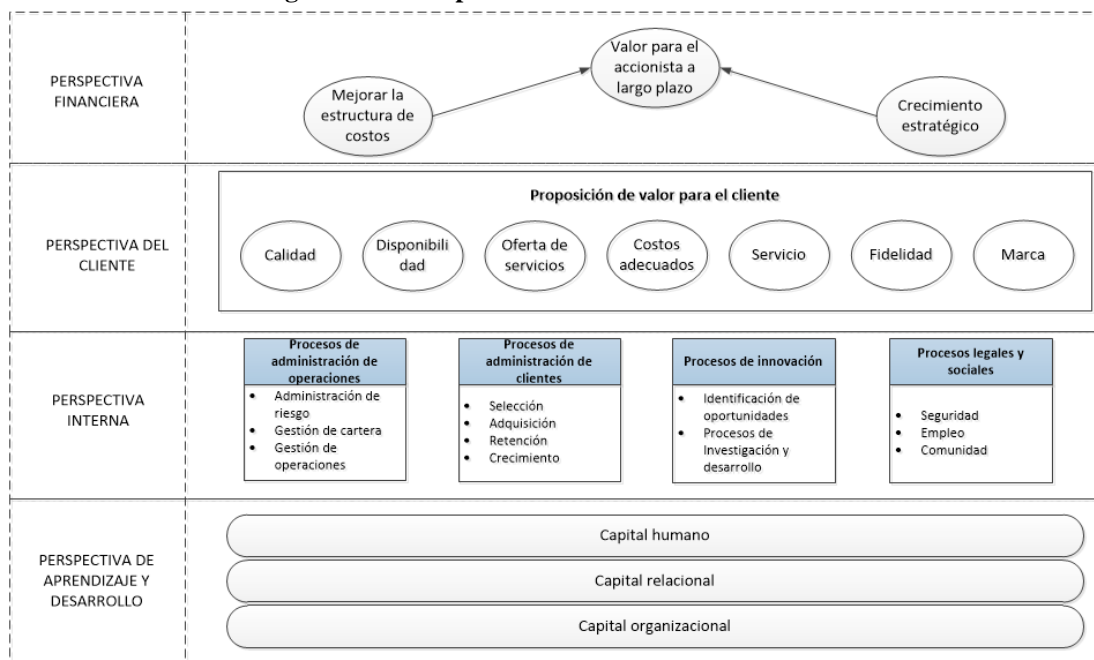 PERSPECTIVA
FINANCIERA
Valor para el
accionista a
largo plazo
Mejorar la
estructura de
costos
Crecimiento
estratégico
PERSPECTIVA DEL
CLIENTE
Proposición de valor para el cliente
Calidad
Disponibili
dad
Oferta de
servicios
Costos
adecuados
Servicio
Fidelidad
Marca
PERSPECTIVA
INTERNA
Procesos de
administración de
operaciones
• Administración de
riesgo
• Gestión de cartera
• Gestión de
operaciones
Procesos de
administración de
clientes
• Selección
• Adquisición
• Retención
• Crecimiento
Procesos de innovación
• Identificación de
oportunidades
• Procesos de
Investigación y
desarrollo
Procesos legales y
sociales
• Seguridad
• Empleo
• Comunidad
PERSPECTIVA DE
APRENDIZAJE Y
DESARROLLO
Capital humano
Capital relacional
Capital organizacional